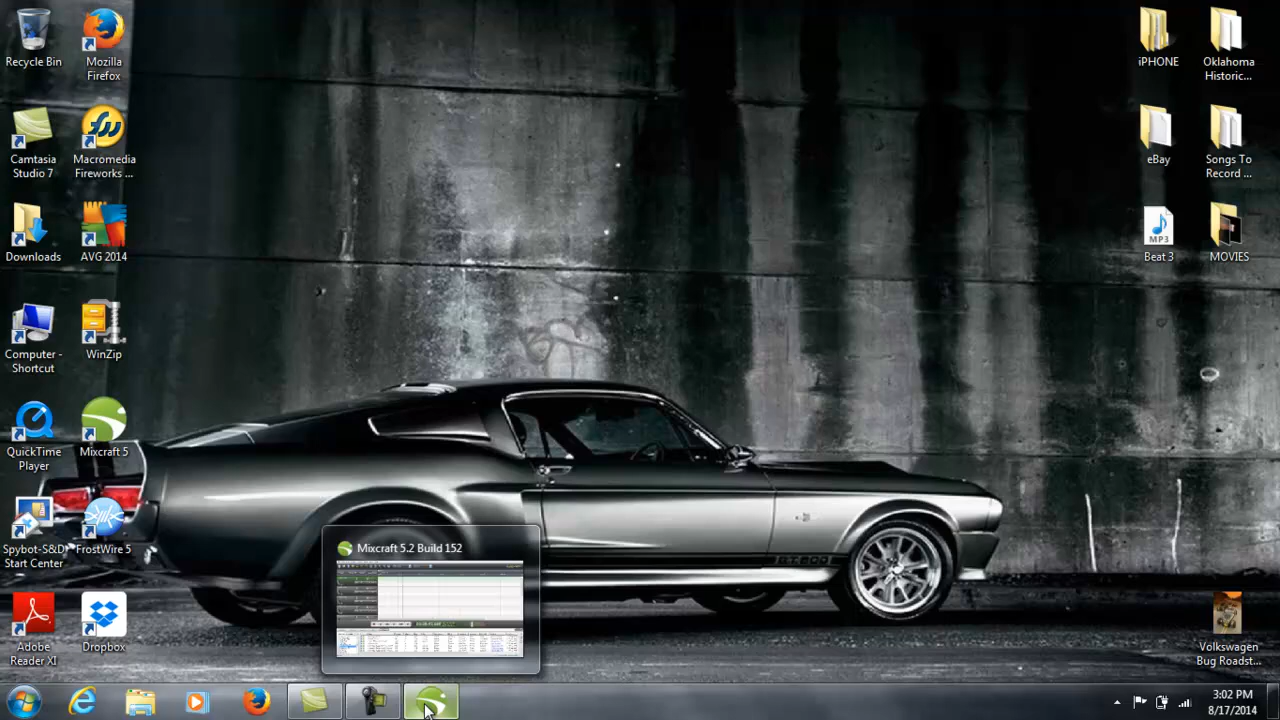 Recycle Bin
Mozilla
Firefox
Camtasia
Studio 7
Macromedia
Fireworks ...
Downloads
AVG 2014
Computer -
Shortcut
WinZip
QuickTime
Player
Mixcraft 5
Spybot-S&D
Start Center
FrostWire 5
Adobe
Reader XI
Dropbox
iPHONE
Oklahoma
Historic...
eBay
Songs To
Record ...
MP3
Beat 3
MOVIES
Volkswagen
Bug Roadst...
GT500
Mixcraft 5.2 Build 152
3:02 PM
8/17/2014